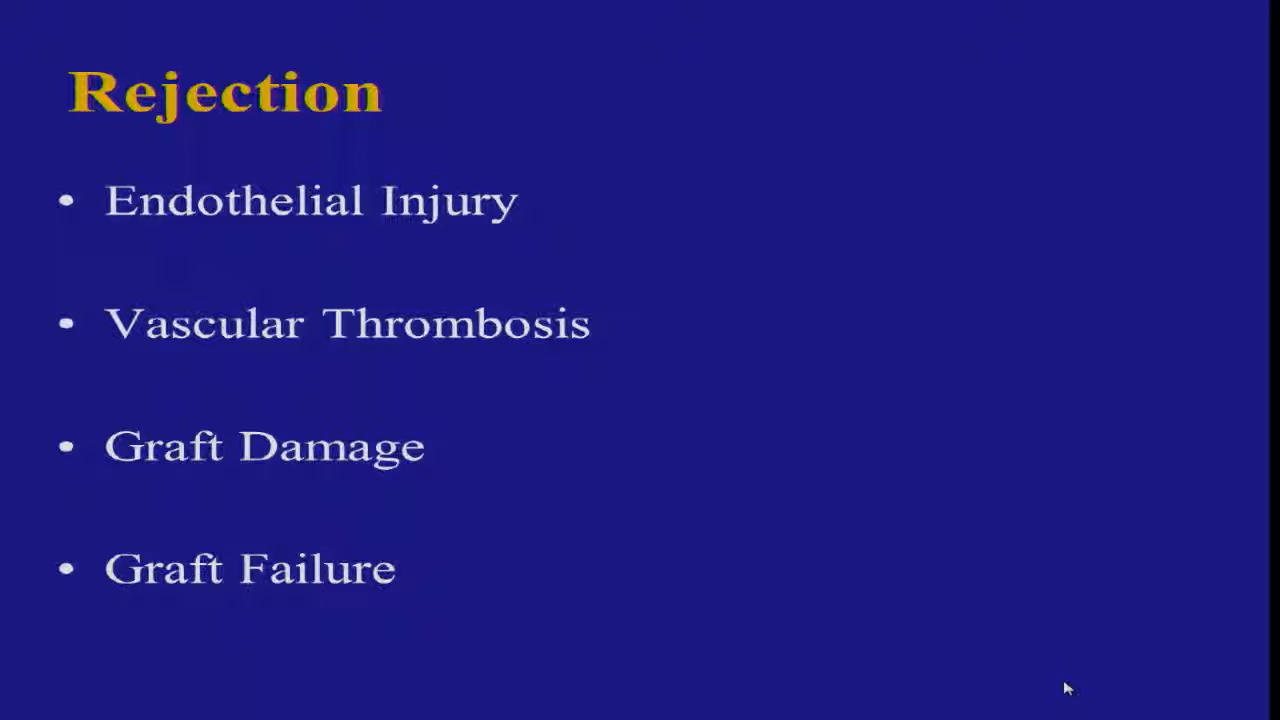 Rejection
• Endothelial Injury
• Vascular Thrombosis
• Graft Damage
• Graft Failure